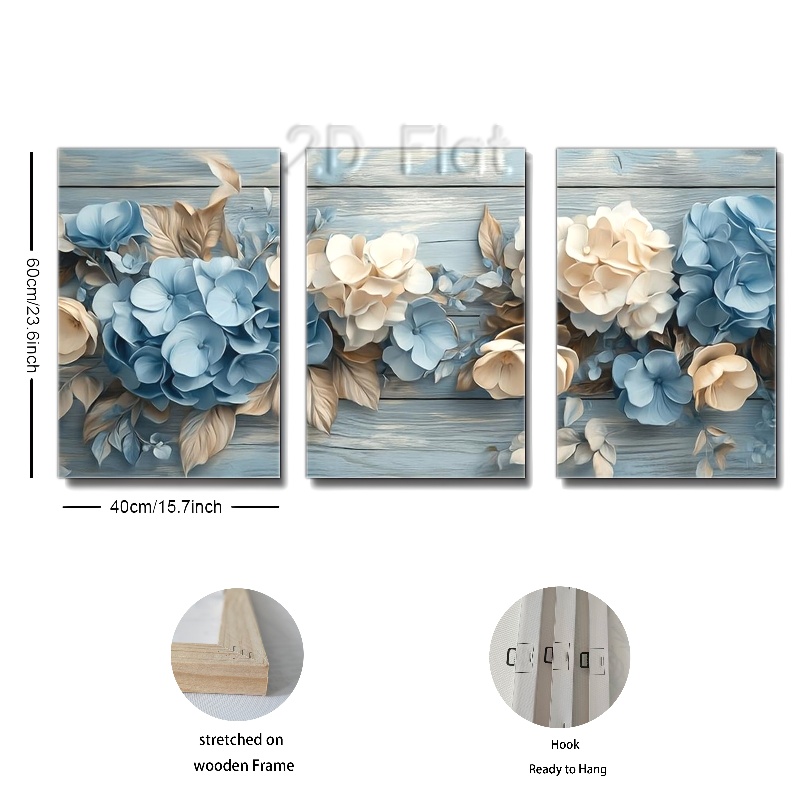 2D Flat
60cm/23.6inch
40cm/15.7inch
stretched on
wooden Frame
Hook
Ready to Hang